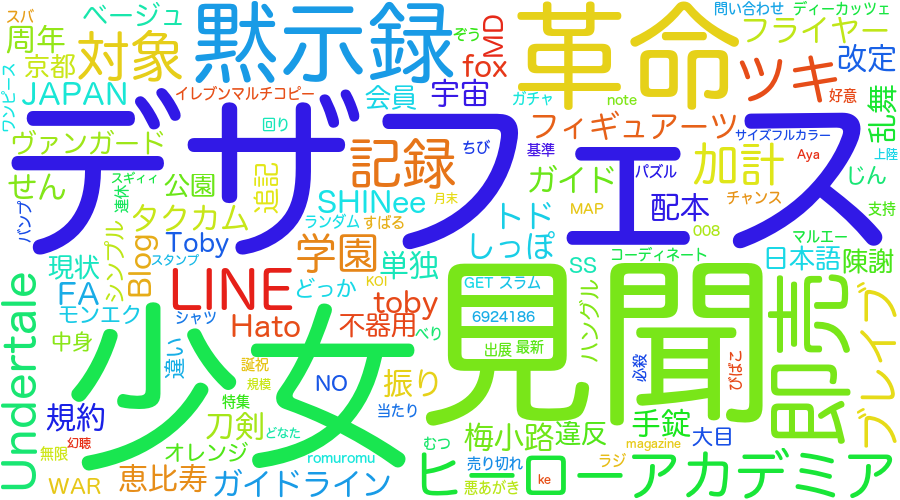 スパ ベージュ 黙示録 革命 問い合わせ ディーカッツェ
周年 対象 ぞう MD フライヤー
京都 fox ツキ 改定
ワンピース JAPAN イレブンマルチコピー 会員 宇宙 ガチャ note 好意 乱舞
デザフェス
ヴァンガード 回り 記録 ちび フィギュアーツ サイズフルカラー
スギィィ 基準 加計 Aya 上陸
せん 連休 公園 追記 SHINee 月末 ガイド パズル じん
バンプ タクカム ランダム すばる トド MAP 配本 チャンス 支持
シンプル Blog Toby スタンプ 学園 単独 しっぽ 008 マルエー
現状 SS コーディネート 日本語 陳謝
Undertale FA LINE どっか KOI GET スラム ハングル
モンエク シャツ Hato toby 6924186 見聞 即売 ブレイブ
中身 違い 少女 不器用 べり 出展 最新
誕祝 規模 NO 振り 必殺 ぴぱこ
規約 特集 当たり 手錠
幻聴 刀剣 どなた むつ 梅小路 違反 大目
無限 オレンジ romuromu 売り切れ magazine ラジ
WAR 恵比寿 ガイドライン 悪あがき ke ヒーローアカデミア